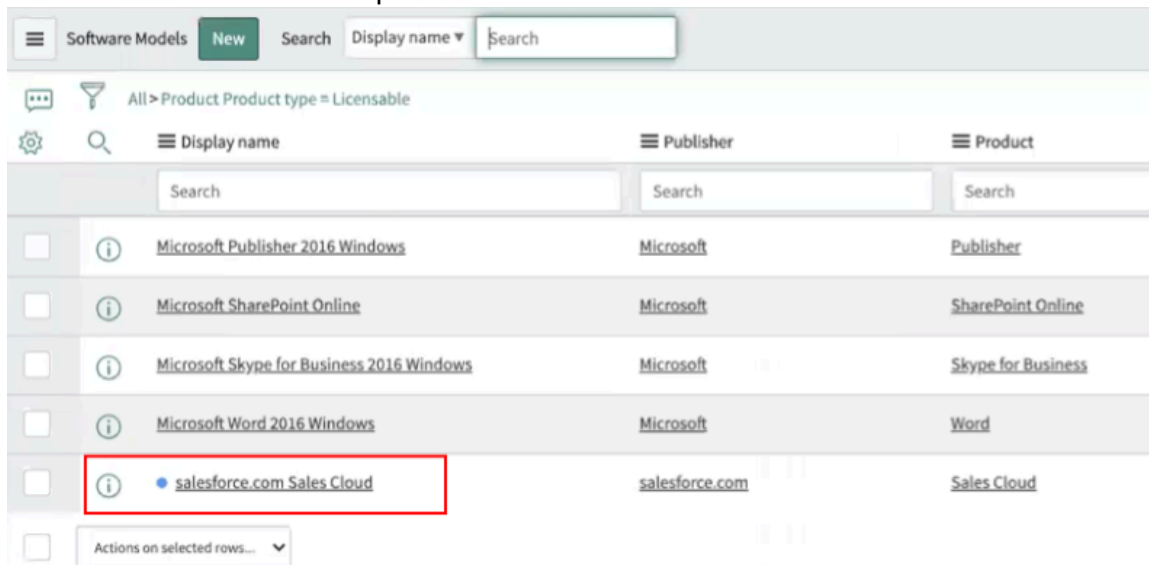 Software Models New Search Display name ▼ Search
All > Product Product type = Licensable
Display name Publisher Product
Search Search Search
Microsoft Publisher 2016 Windows Microsoft Publisher
Microsoft SharePoint Online Microsoft SharePoint Online
Microsoft Skype for Business 2016 Windows Microsoft Skype for Business
Microsoft Word 2016 Windows Microsoft Word
salesforce.com Sales Cloud salesforce.com Sales Cloud
Actions on selected rows...